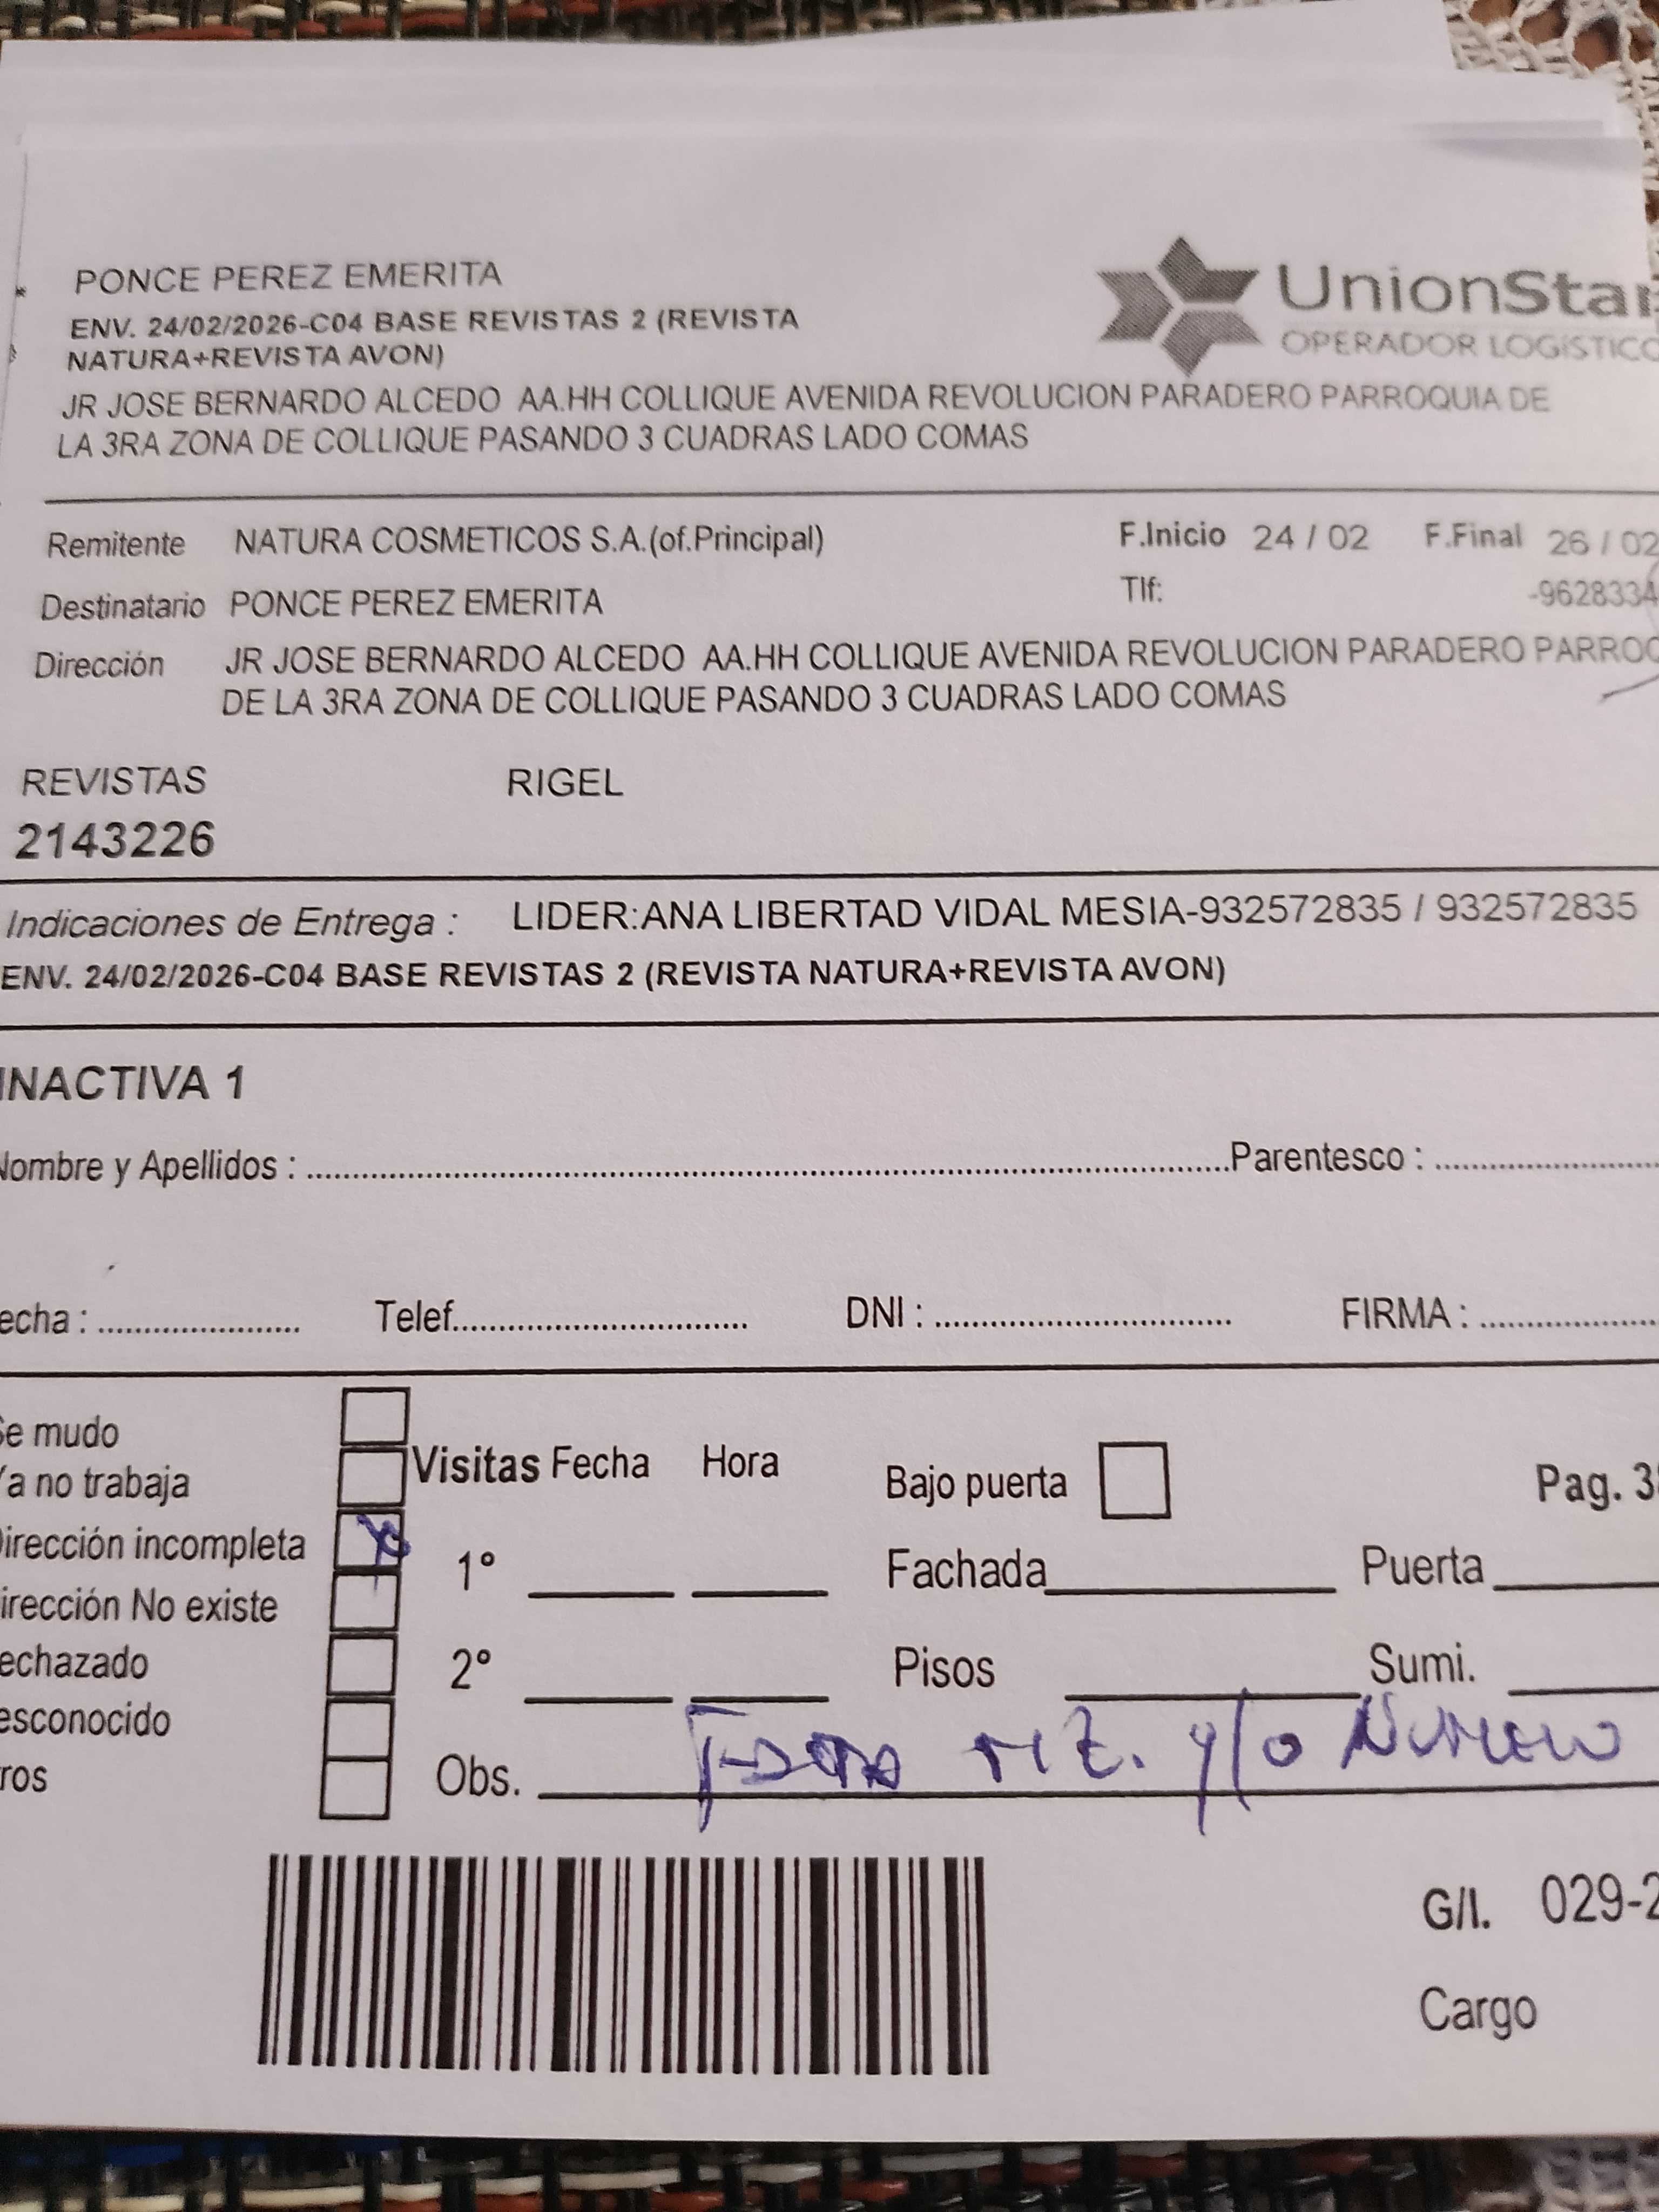 PONCE PEREZ EMERITA
ENV. 24/02/2026-C04 BASE REVISTAS 2 (REVISTA
NATURA+REVISTA AVON)
JR JOSE BERNARDO ALCEDO AA.HH COLLIQUE AVENIDA REVOLUCION PARADERO PARROQUIA DE
LA 3RA ZONA DE COLLIQUE PASANDO 3 CUADRAS LADO COMAS
UnionStar
OPERADOR LOGÍSTICO
Remitente NATURA COSMETICOS S.A.(of.Principal) F.Inicio 24 / 02 F.Final 26 / 02
Destinatario PONCE PEREZ EMERITA Tlf: -9628334
Dirección JR JOSE BERNARDO ALCEDO AA.HH COLLIQUE AVENIDA REVOLUCION PARADERO PARROQ
DE LA 3RA ZONA DE COLLIQUE PASANDO 3 CUADRAS LADO COMAS
REVISTAS RIGEL
2143226
Indicaciones de Entrega : LIDER:ANA LIBERTAD VIDAL MESIA-932572835 / 932572835
ENV. 24/02/2026-C04 BASE REVISTAS 2 (REVISTA NATURA+REVISTA AVON)
INACTIVA 1
Nombre y Apellidos : Parentesco :
echa : Telef. DNI : FIRMA :
Se mudo
Ya no trabaja
Dirección incompleta
irección No existe
echazado
esconocido
ros
Visitas Fecha Hora
1°
2°
Bajo puerta Pag. 3
Fachada Puerta
Pisos Sumi.
Obs. MZ. y/o Numero
G/I. 029-2
Cargo